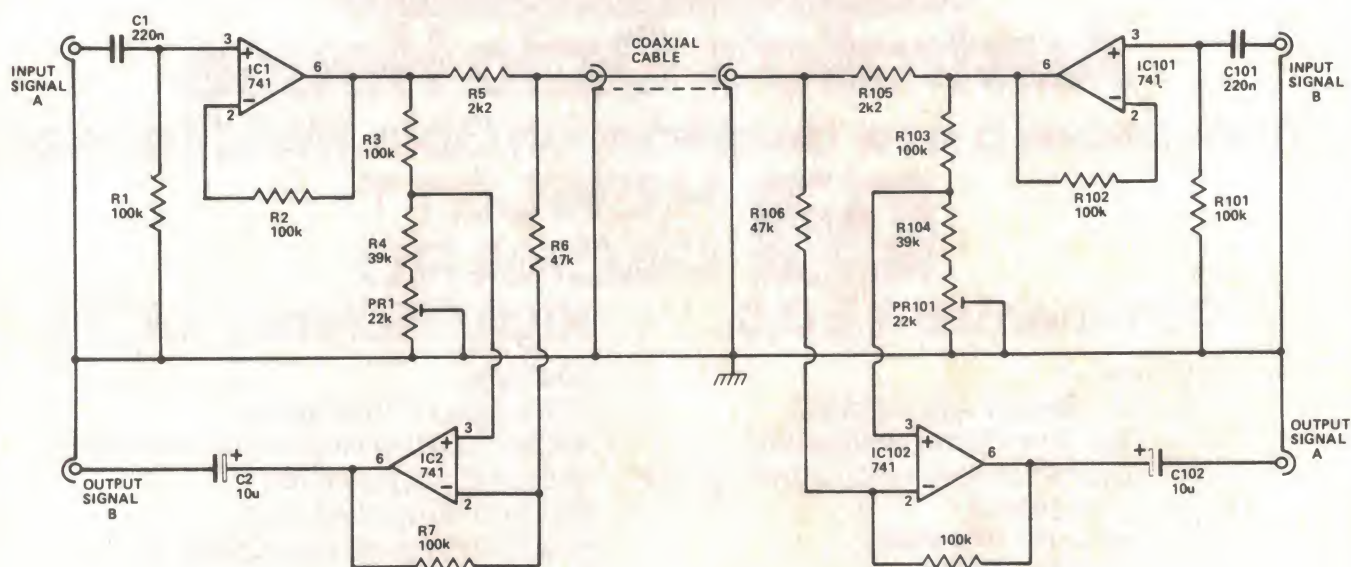 C1
220n
INPUT
SIGNAL
A
3
+
IC1
741
−
2
6
R1
100k
R2
100k
R3
100k
R4
39k
PR1
22k
R5
2k2
R6
47k
COAXIAL
CABLE
R105
2k2
R103
100k
R106
47k
R104
39k
PR101
22k
6
3
+
IC101
741
−
2
R102
100k
R101
100k
C101
220n
INPUT
SIGNAL
B
OUTPUT
SIGNAL
B
+
C2
10u
6
3
+
IC2
741
−
2
R7
100k
3
+
IC102
741
−
2
6
100k
+
C102
10u
OUTPUT
SIGNAL
A